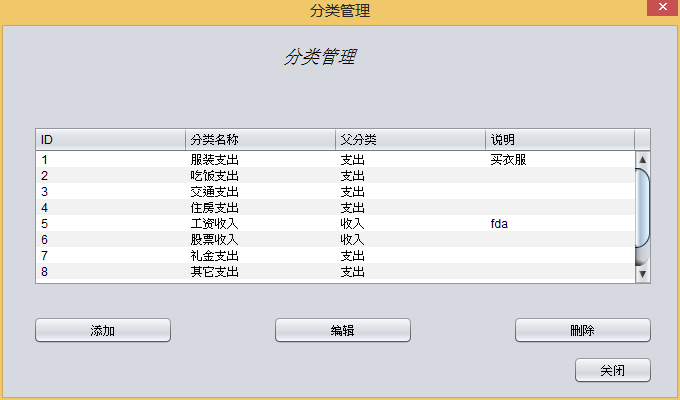 分类管理
分类管理
ID 分类名称 父分类 说明
1 服装支出 支出 买衣服
2 吃饭支出 支出
3 交通支出 支出
4 住房支出 支出
5 工资收入 收入 fda
6 股票收入 收入
7 礼金支出 支出
8 其它支出 支出
添加 编辑 删除
关闭